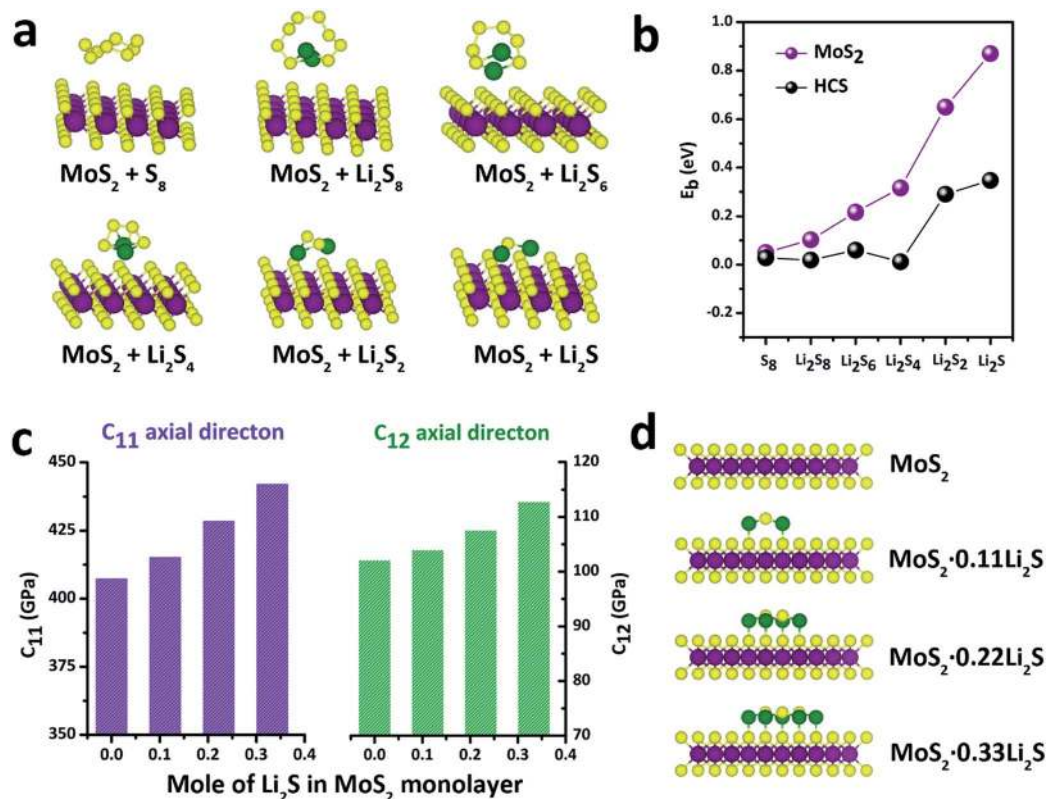 a
MoS2 + S8
MoS2 + Li2S8
MoS2 + Li2S6
MoS2 + Li2S4
MoS2 + Li2S2
MoS2 + Li2S
b
MoS2
HCS
Eb (eV)
1.0
0.8
0.6
0.4
0.2
0.0
-0.2
S8 Li2S8 Li2S6 Li2S4 Li2S2 Li2S
c
C11 axial directon
C12 axial directon
C11 (GPa)
450
425
400
375
350
0.0 0.1 0.2 0.3 0.4
120
110
100
90
80
70
C12 (GPa)
0.0 0.1 0.2 0.3 0.4
Mole of Li2S in MoS2 monolayer
d
MoS2
MoS2·0.11Li2S
MoS2·0.22Li2S
MoS2·0.33Li2S